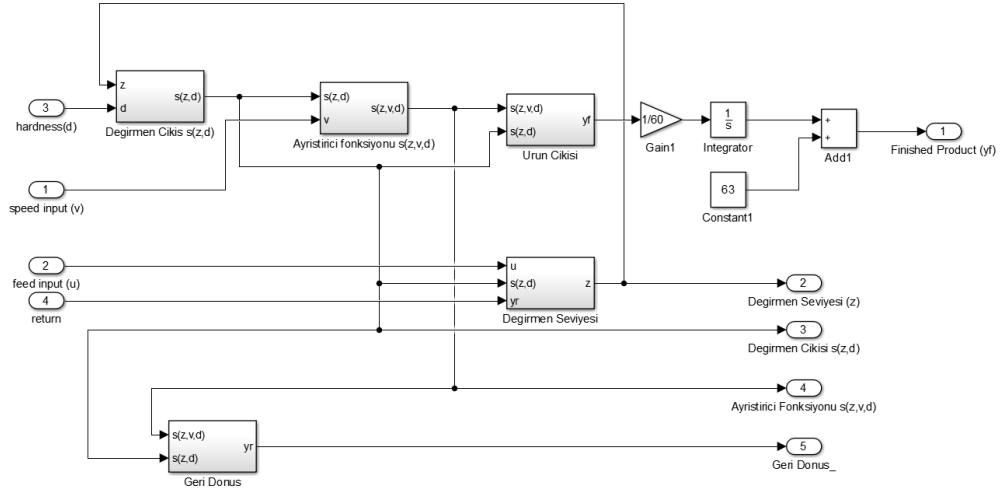 z
d
s(z,d)
Degirmen Cikis s(z,d)
3
hardness(d)
s(z,d)
v
s(z,v,d)
Ayristirici fonksiyonu s(z,v,d)
s(z,v,d)
s(z,d)
yf
Urun Cikisi
1/60
Gain1
1
s
Integrator
+
+
Add1
1
Finished Product (yf)
63
Constant1
1
speed input (v)
2
feed input (u)
4
return
u
s(z,d)
yr
z
Degirmen Seviyesi
2
Degirmen Seviyesi (z)
3
Degirmen Cikisi s(z,d)
4
Ayristirici Fonksiyonu s(z,v,d)
s(z,v,d)
s(z,d)
yr
Geri Donus
5
Geri Donus_